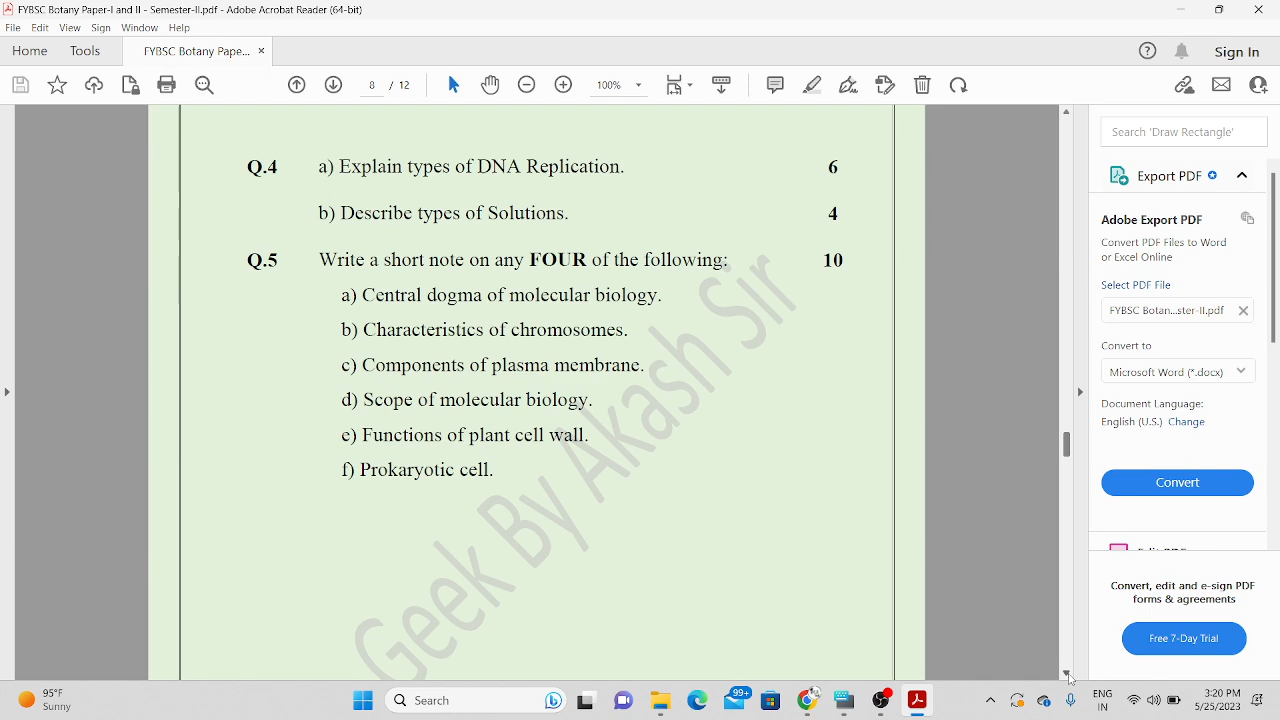 FYBSC Botany Paper-I and II - Semester-II.pdf - Adobe Acrobat Reader (64-bit)
File Edit View Sign Window Help
Home Tools FYBSC Botany Pape... × Sign In
8 / 12 100%
Search 'Draw Rectangle'
Export PDF
Adobe Export PDF
Convert PDF Files to Word
or Excel Online
Select PDF File
FYBSC Botan...ster-II.pdf
Convert to
Microsoft Word (*.docx)
Document Language:
English (U.S.) Change
Convert
Convert, edit and e-sign PDF
forms & agreements
Free 7-Day Trial
Q.4 a) Explain types of DNA Replication. 6
b) Describe types of Solutions. 4
Q.5 Write a short note on any FOUR of the following: 10
a) Central dogma of molecular biology.
b) Characteristics of chromosomes.
c) Components of plasma membrane.
d) Scope of molecular biology.
e) Functions of plant cell wall.
f) Prokaryotic cell.
Geek By Akash Sir
95°F
Sunny
Search
99+
ENG
IN
3:20 PM
5/23/2023